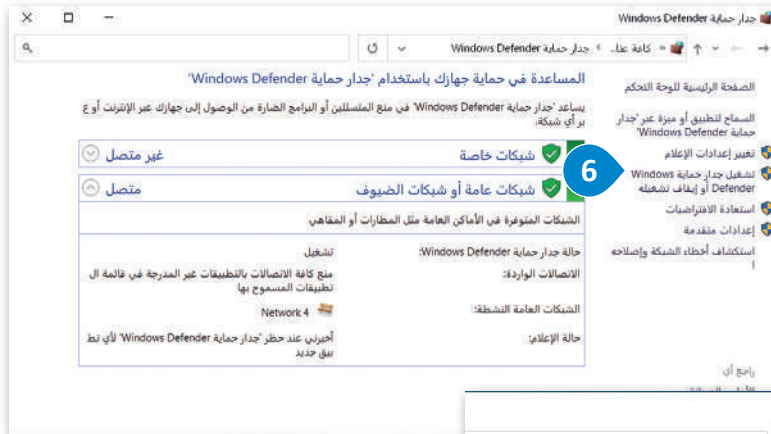 جدار حماية Windows Defender
« كافة عنا... › جدار حماية Windows Defender
الصفحة الرئيسية للوحة التحكم
السماح لتطبيق أو ميزة عبر 'جدار
حماية Windows Defender'
تغيير إعدادات الإعلام
تشغيل جدار حماية Windows
Defender أو إيقاف تشغيله
استعادة الافتراضيات
إعدادات متقدمة
استكشاف أخطاء الشبكة وإصلاحه
ا
راجع أي
6
المساعدة في حماية جهازك باستخدام 'جدار حماية Windows Defender'
يساعد 'جدار حماية Windows Defender' في منع المتسللين أو البرامج الضارة من الوصول إلى جهازك عبر الإنترنت أو ع
بر أي شبكة.
شبكات خاصة غير متصل
شبكات عامة أو شبكات الضيوف متصل
الشبكات المتوفرة في الأماكن العامة مثل المطارات أو المقاهي
حالة جدار حماية Windows Defender: تشغيل
الاتصالات الواردة: منع كافة الاتصالات بالتطبيقات غير المدرجة في قائمة ال
تطبيقات المسموح بها
الشبكات العامة النشطة: Network 4
حالة الإعلام: أخبرني عند حظر 'جدار حماية Windows Defender' لأي تط
بيق جديد